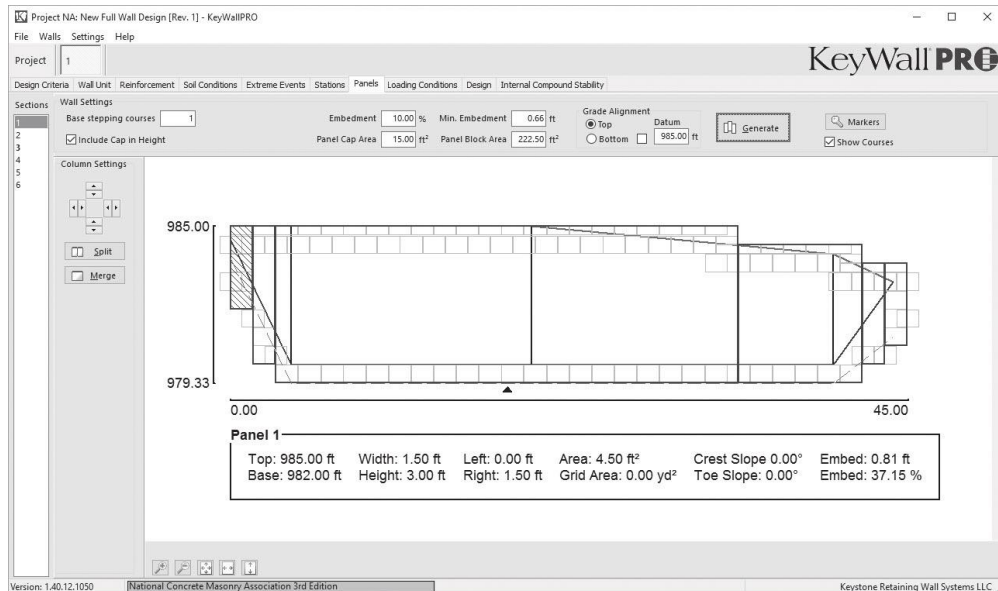 Project NA: New Full Wall Design [Rev. 1] - KeyWallPRO
File Walls Settings Help
Project 1
KeyWall PRO
Design Criteria Wall Unit Reinforcement Soil Conditions Extreme Events Stations Panels Loading Conditions Design Internal Compound Stability
Sections
1
2
3
4
5
6
Wall Settings
Base stepping courses 1
Include Cap in Height
Embedment 10.00 % Min. Embedment 0.66 ft
Panel Cap Area 15.00 ft² Panel Block Area 222.50 ft²
Grade Alignment
Top Datum
Bottom 985.00 ft
Generate
Markers
Show Courses
Column Settings
Split
Merge
985.00
979.33
0.00 45.00
Panel 1
Top: 985.00 ft Width: 1.50 ft Left: 0.00 ft Area: 4.50 ft² Crest Slope 0.00° Embed: 0.81 ft
Base: 982.00 ft Height: 3.00 ft Right: 1.50 ft Grid Area: 0.00 yd² Toe Slope: 0.00° Embed: 37.15 %
Version: 1.40.12.1050 National Concrete Masonry Association 3rd Edition Keystone Retaining Wall Systems LLC